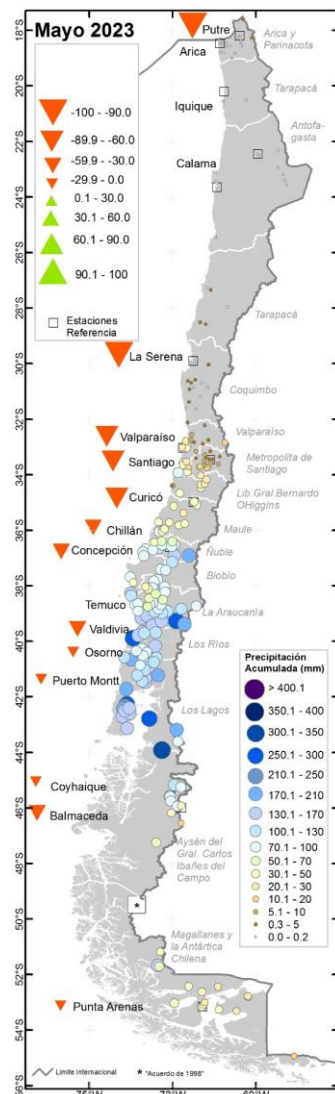 Mayo 2023
18°S
20°S
22°S
24°S
26°S
28°S
30°S
32°S
34°S
36°S
38°S
40°S
42°S
44°S
46°S
48°S
50°S
52°S
54°S
56°S
-100 - -90.0
-89.9 - -60.0
-59.9 - -30.0
-29.9 - 0.0
0.1 - 30.0
30.1 - 60.0
60.1 - 90.0
90.1 - 100
Estaciones
Referencia
Putre
Arica
Iquique
Calama
La Serena
Valparaíso
Santiago
Curicó
Chillán
Concepción
Temuco
Valdivia
Osorno
Puerto Montt
Coyhaique
Balmaceda
Punta Arenas
Arica y
Parinacota
Tarapacá
Antofa-
gasta
Tarapacá
Coquimbo
Valparaíso
Metropolita de
Santiago
Lib.Gral Bernardo
OHiggins
Maule
Ñuble
Biobío
La Araucanía
Los Ríos
Los Lagos
Aysén del
Gral. Carlos
Ibañes del
Campo
Magallanes y
la Antártica
Chilena
Precipitación
Acumulada (mm)
> 400.1
350.1 - 400
300.1 - 350
250.1 - 300
210.1 - 250
170.1 - 210
130.1 - 170
100.1 - 130
70.1 - 100
50.1 - 70
30.1 - 50
20.1 - 30
10.1 - 20
5.1 - 10
0.3 - 5
0.0 - 0.2
*
Límite Internacional
* "Acuerdo de 1998"